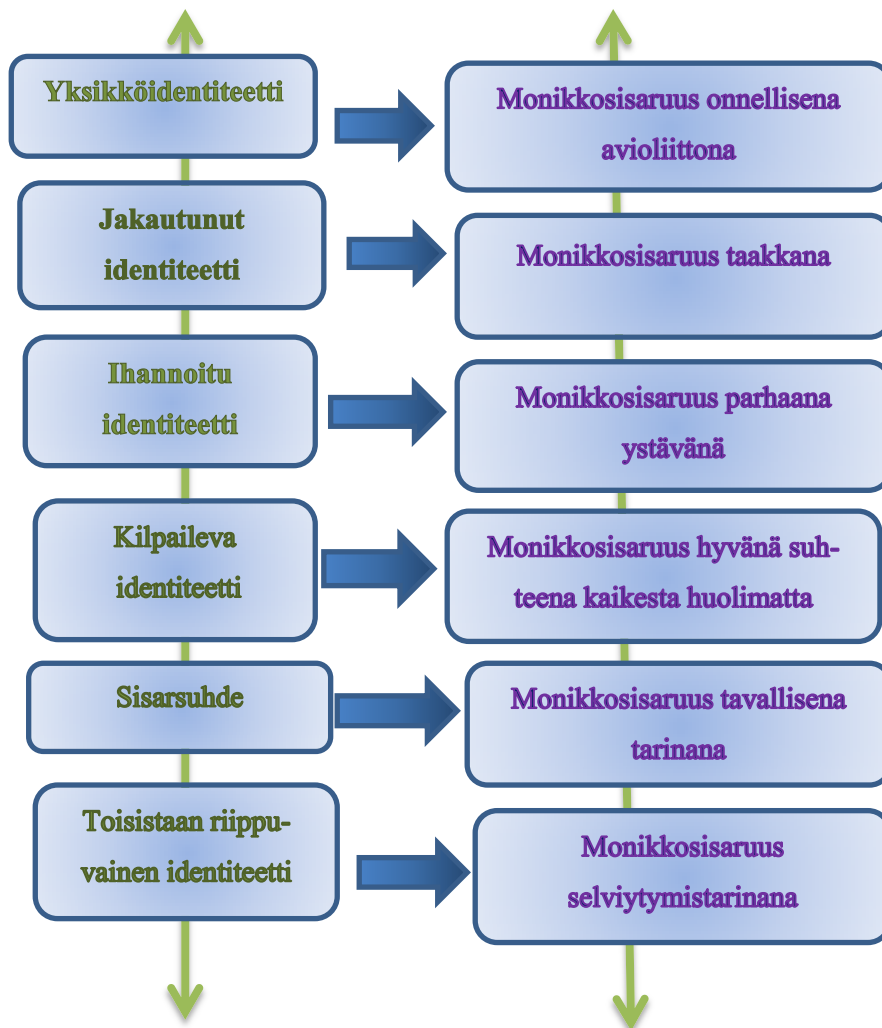 Yksikköidentiteetti
Monikkosisaruus onnellisena
avioliittona
Jakautunut
identiteetti
Monikkosisaruus taakkana
Ihannoitu
identiteetti
Monikkosisaruus parhaana
ystävänä
Kilpaileva
identiteetti
Monikkosisaruus hyvänä suh-
teena kaikesta huolimatta
Sisarsuhde
Monikkosisaruus tavallisena
tarinana
Toisistaan riippu-
vainen identiteetti
Monikkosisaruus
selviytymistarinana